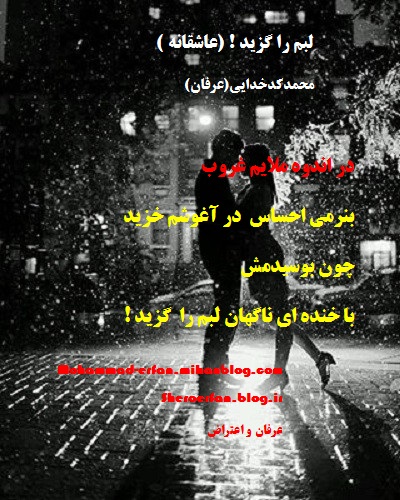 لبم را گزید ! (عاشقانه )
محمدکدخدایی(عرفان)
در اندوه ملایم غروب
بنرمی احساس در آغوشم خزید
چون بوسیدمش
با خنده ای ناگهان لبم را گزید !
Mohammad-erfan.mihanblog.com
Sheroerfan.blog.ir
عرفان و اعتراض